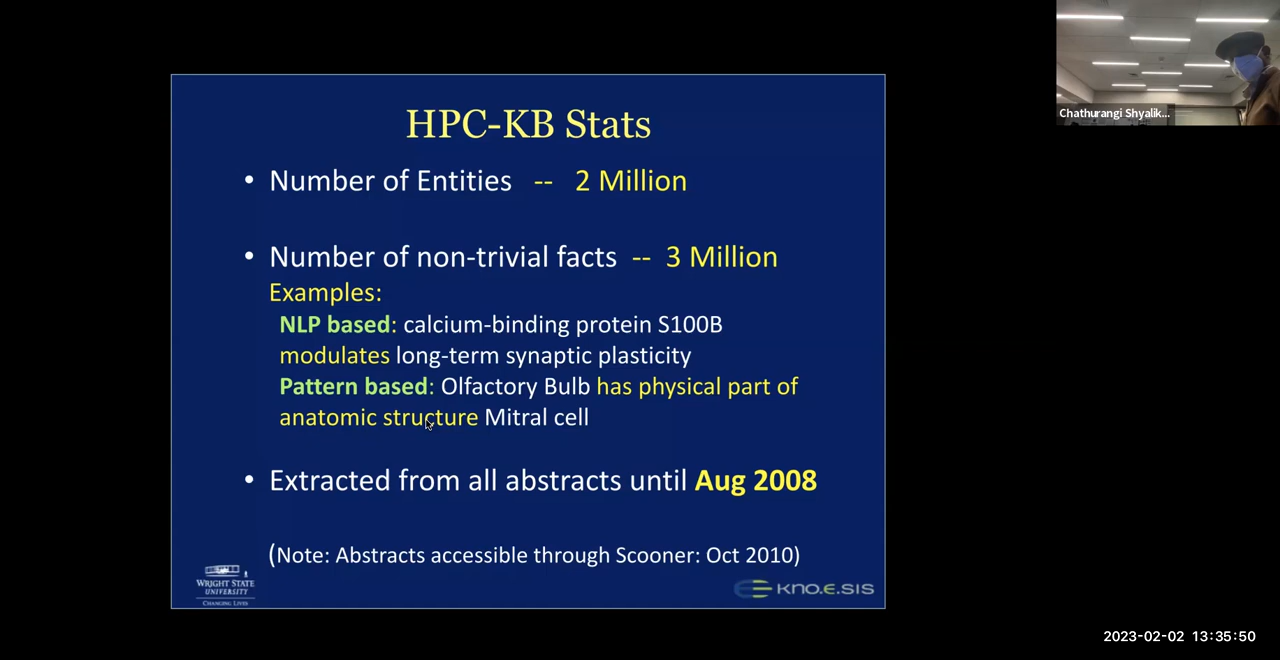 HPC-KB Stats
• Number of Entities -- 2 Million
• Number of non-trivial facts -- 3 Million
Examples:
NLP based: calcium-binding protein S100B
modulates long-term synaptic plasticity
Pattern based: Olfactory Bulb has physical part of
anatomic structure Mitral cell
• Extracted from all abstracts until Aug 2008
(Note: Abstracts accessible through Scooner: Oct 2010)
WRIGHT STATE
UNIVERSITY
CHANGING LIVES
kno.e.sis
Chathurangi Shyalik...
2023-02-02 13:35:50